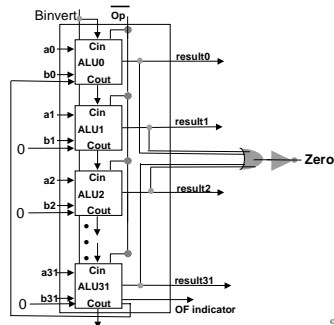 Binvert
Op
a0
Cin
b0
ALU0
Cout
result0
a1
Cin
b1
ALU1
0
Cout
result1
a2
Cin
b2
ALU2
0
Cout
result2
Zero
a31
Cin
b31
ALU31
0
Cout
result31
OF indicator